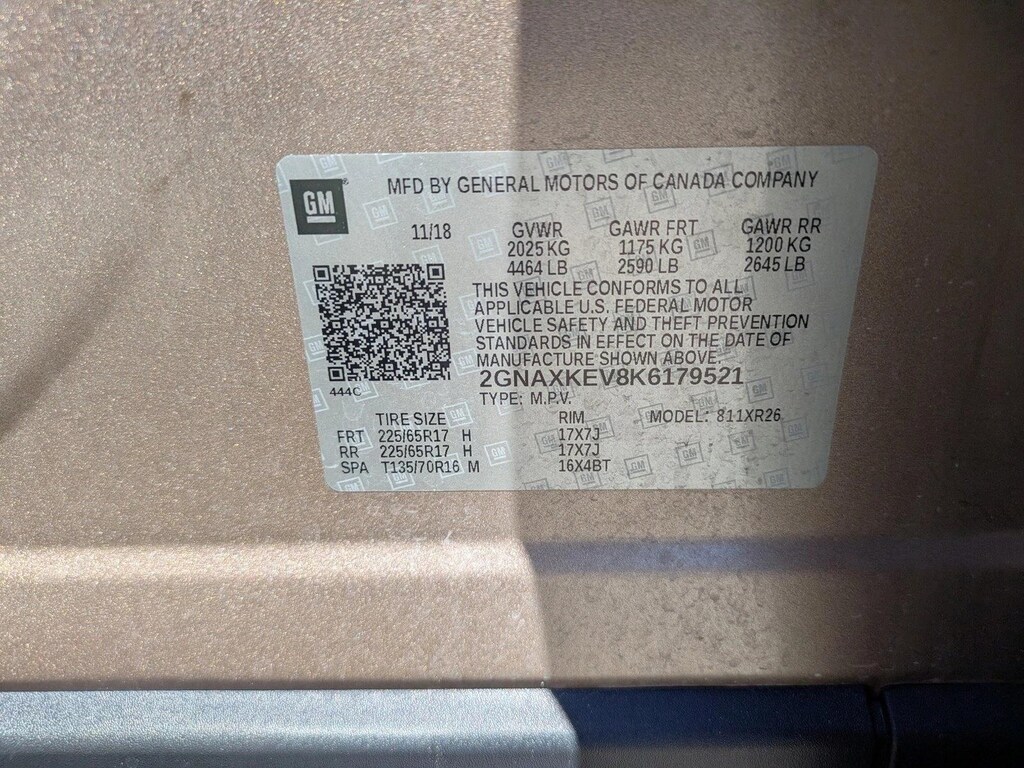 GM
MFD BY GENERAL MOTORS OF CANADA COMPANY
11/18 GVWR GAWR FRT GAWR RR
2025 KG 1175 KG 1200 KG
4464 LB 2590 LB 2645 LB
THIS VEHICLE CONFORMS TO ALL
APPLICABLE U.S. FEDERAL MOTOR
VEHICLE SAFETY AND THEFT PREVENTION
STANDARDS IN EFFECT ON THE DATE OF
MANUFACTURE SHOWN ABOVE.
2GNAXKEV8K6179521
444C
TYPE: M.P.V.
TIRE SIZE RIM MODEL: 811XR26
FRT 225/65R17 H 17X7J
RR 225/65R17 H 17X7J
SPA T135/70R16 M 16X4BT